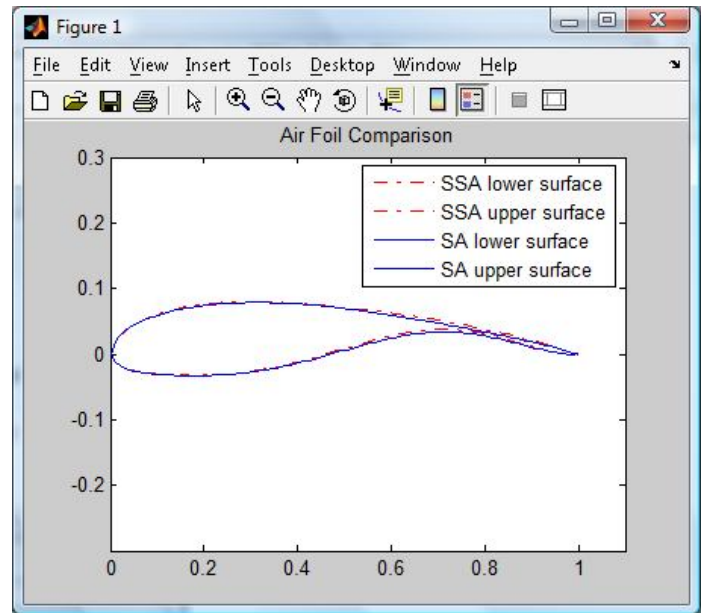 Figure 1
File Edit View Insert Tools Desktop Window Help
Air Foil Comparison
0.3
0.2
0.1
0
-0.1
-0.2
SSA lower surface
SSA upper surface
SA lower surface
SA upper surface
0 0.2 0.4 0.6 0.8 1